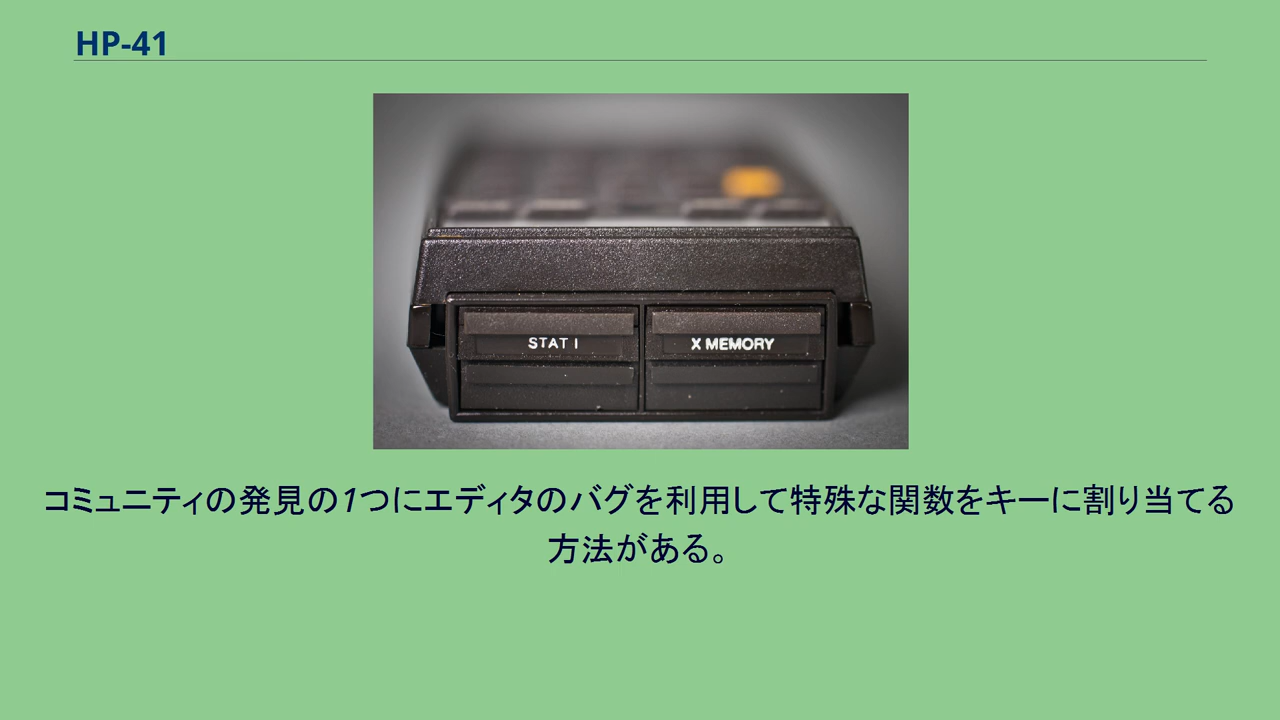 HP-41
STAT I
X MEMORY
コミュニティの発見の1つにエディタのバグを利用して特殊な関数をキーに割り当てる
方法がある。